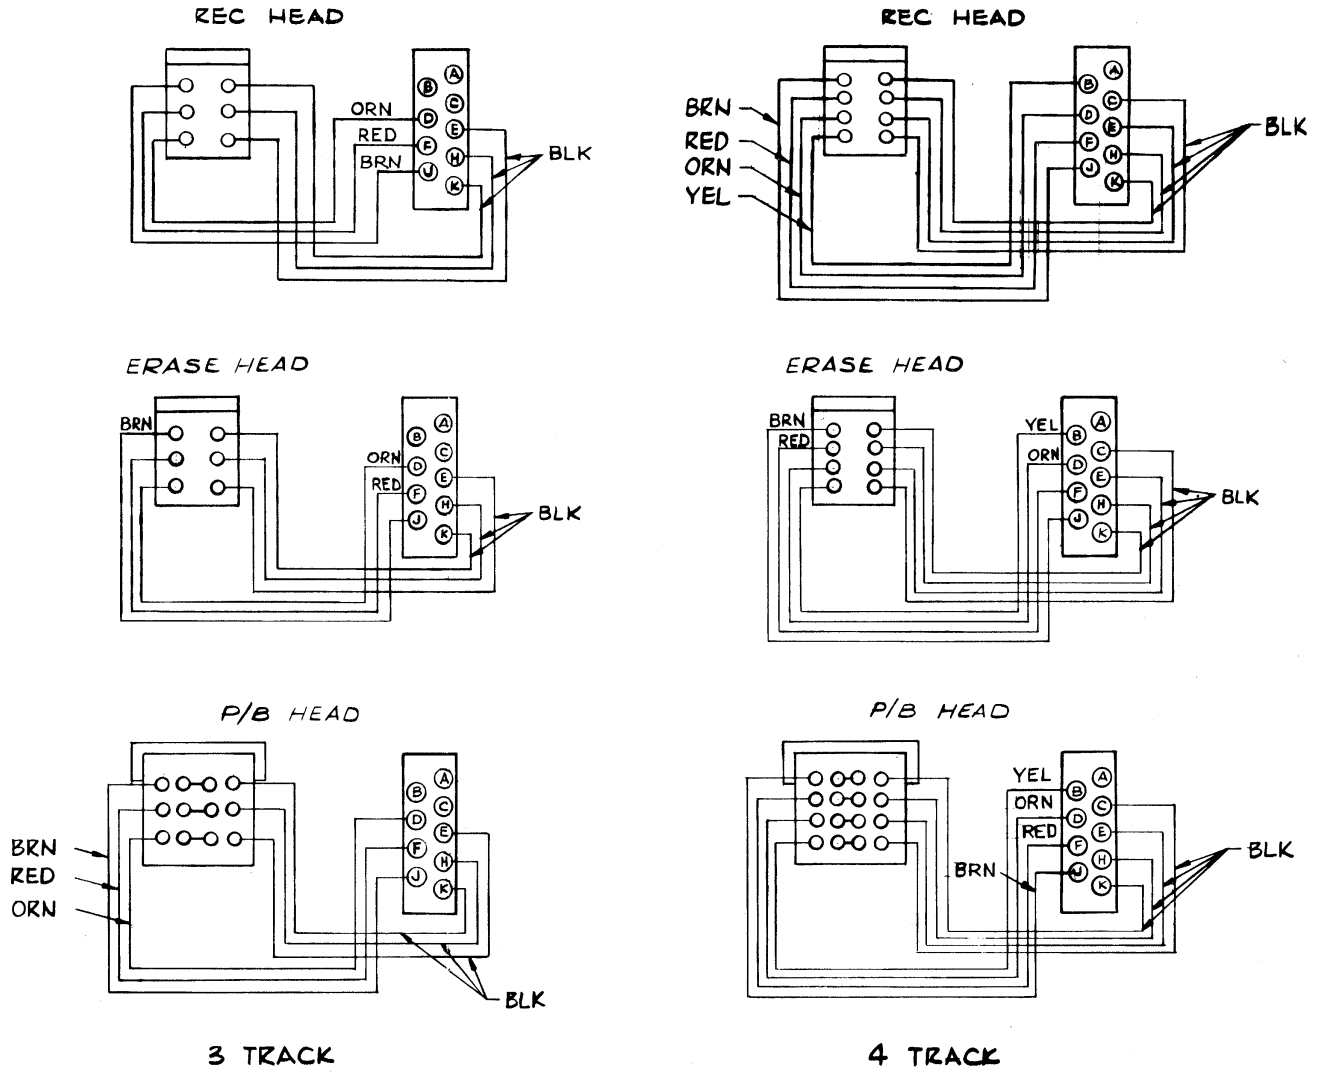 REC HEAD
A
B
C
D
E
F
H
J
K
ORN
RED
BRN
BLK
REC HEAD
BRN
RED
ORN
YEL
A
B
C
D
E
F
H
J
K
BLK
ERASE HEAD
BRN
ORN
RED
A
B
C
D
E
F
H
J
K
BLK
ERASE HEAD
BRN
RED
YEL
ORN
A
B
C
D
E
F
H
J
K
BLK
P/B HEAD
BRN
RED
ORN
A
B
C
D
E
F
H
J
K
BLK
P/B HEAD
YEL
ORN
RED
BRN
A
B
C
D
E
F
H
J
K
BLK
3 TRACK
4 TRACK